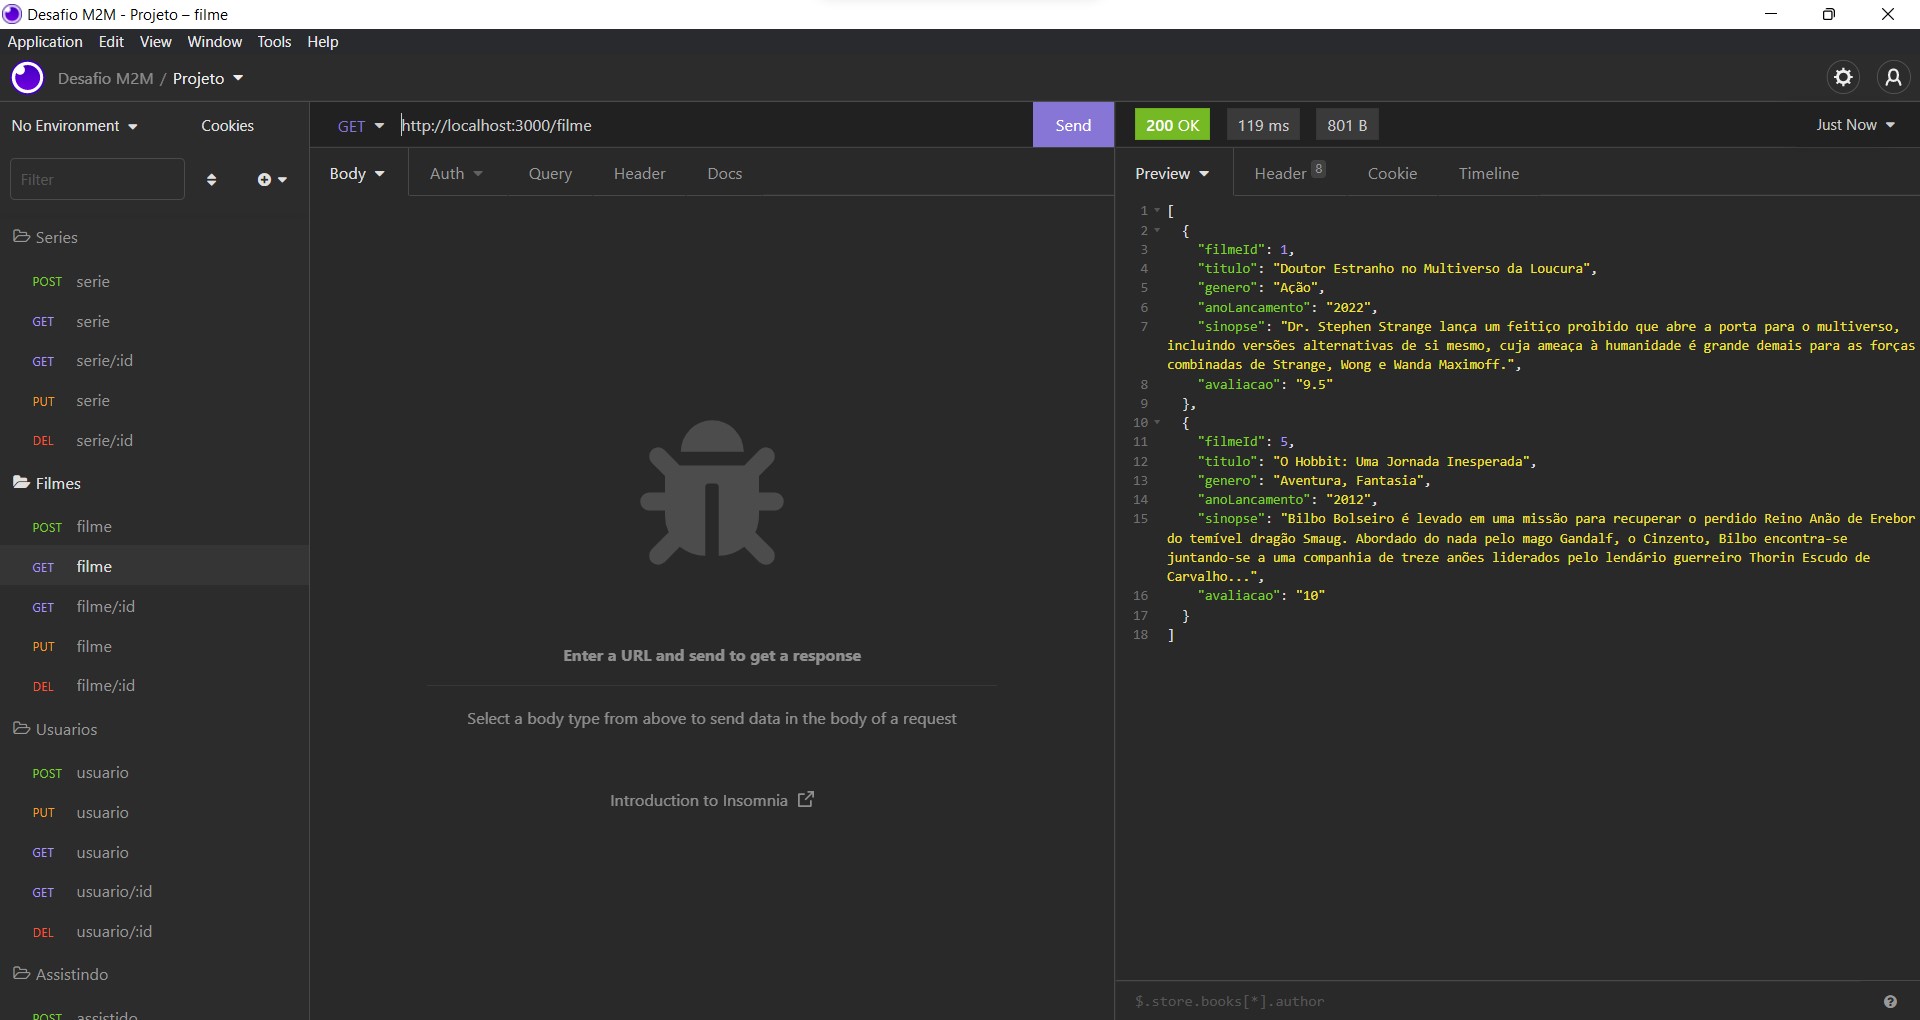 Desafio M2M - Projeto – filme
Application Edit View Window Tools Help
Desafio M2M / Projeto
No Environment Cookies
Filter
Series
POST serie
GET serie
GET serie/:id
PUT serie
DEL serie/:id
Filmes
POST filme
GET filme
GET filme/:id
PUT filme
DEL filme/:id
Usuarios
POST usuario
PUT usuario
GET usuario
GET usuario/:id
DEL usuario/:id
Assistindo
POST assistido
GET http://localhost:3000/filme Send
Body Auth Query Header Docs
Enter a URL and send to get a response
Select a body type from above to send data in the body of a request
Introduction to Insomnia
200 OK 119 ms 801 B Just Now
Preview Header 8 Cookie Timeline
1 [
2 {
3 "filmeId": 1,
4 "titulo": "Doutor Estranho no Multiverso da Loucura",
5 "genero": "Ação",
6 "anoLancamento": "2022",
7 "sinopse": "Dr. Stephen Strange lança um feitiço proibido que abre a porta para o multiverso,
incluindo versões alternativas de si mesmo, cuja ameaça à humanidade é grande demais para as forças
combinadas de Strange, Wong e Wanda Maximoff.",
8 "avaliacao": "9.5"
9 },
10 {
11 "filmeId": 5,
12 "titulo": "O Hobbit: Uma Jornada Inesperada",
13 "genero": "Aventura, Fantasia",
14 "anoLancamento": "2012",
15 "sinopse": "Bilbo Bolseiro é levado em uma missão para recuperar o perdido Reino Anão de Erebor
do temível dragão Smaug. Abordado do nada pelo mago Gandalf, o Cinzento, Bilbo encontra-se
juntando-se a uma companhia de treze anões liderados pelo lendário guerreiro Thorin Escudo de
Carvalho...",
16 "avaliacao": "10"
17 }
18 ]
$.store.books[*].author